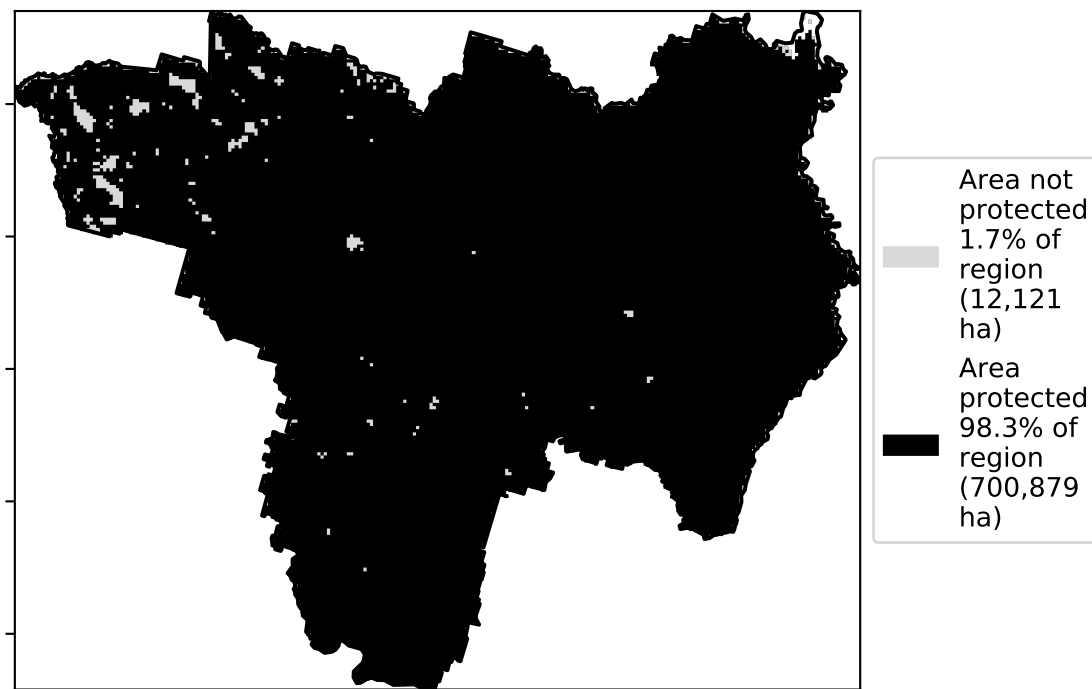 Area not
protected
1.7% of
region
(12,121
ha)
Area
protected
98.3% of
region
(700,879
ha)